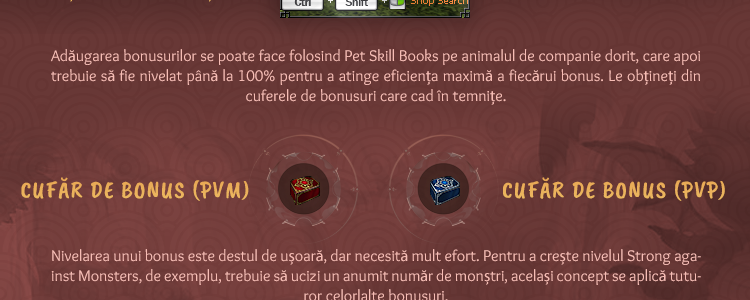 Ctrl + Shift + Shop Search
Adăugarea bonusurilor se poate face folosind Pet Skill Books pe animalul de companie dorit, care apoi
trebuie să fie nivelat până la 100% pentru a atinge eficiența maximă a fiecărui bonus. Le obțineți din
cuferele de bonusuri care cad în temnițe.
CUFĂR DE BONUS (PVM)
CUFĂR DE BONUS (PVP)
Nivelarea unui bonus este destul de ușoară, dar necesită mult efort. Pentru a crește nivelul Strong aga-
inst Monsters, de exemplu, trebuie să ucizi un anumit număr de monștri, același concept se aplică tutu-
ror celorlalte bonusuri.